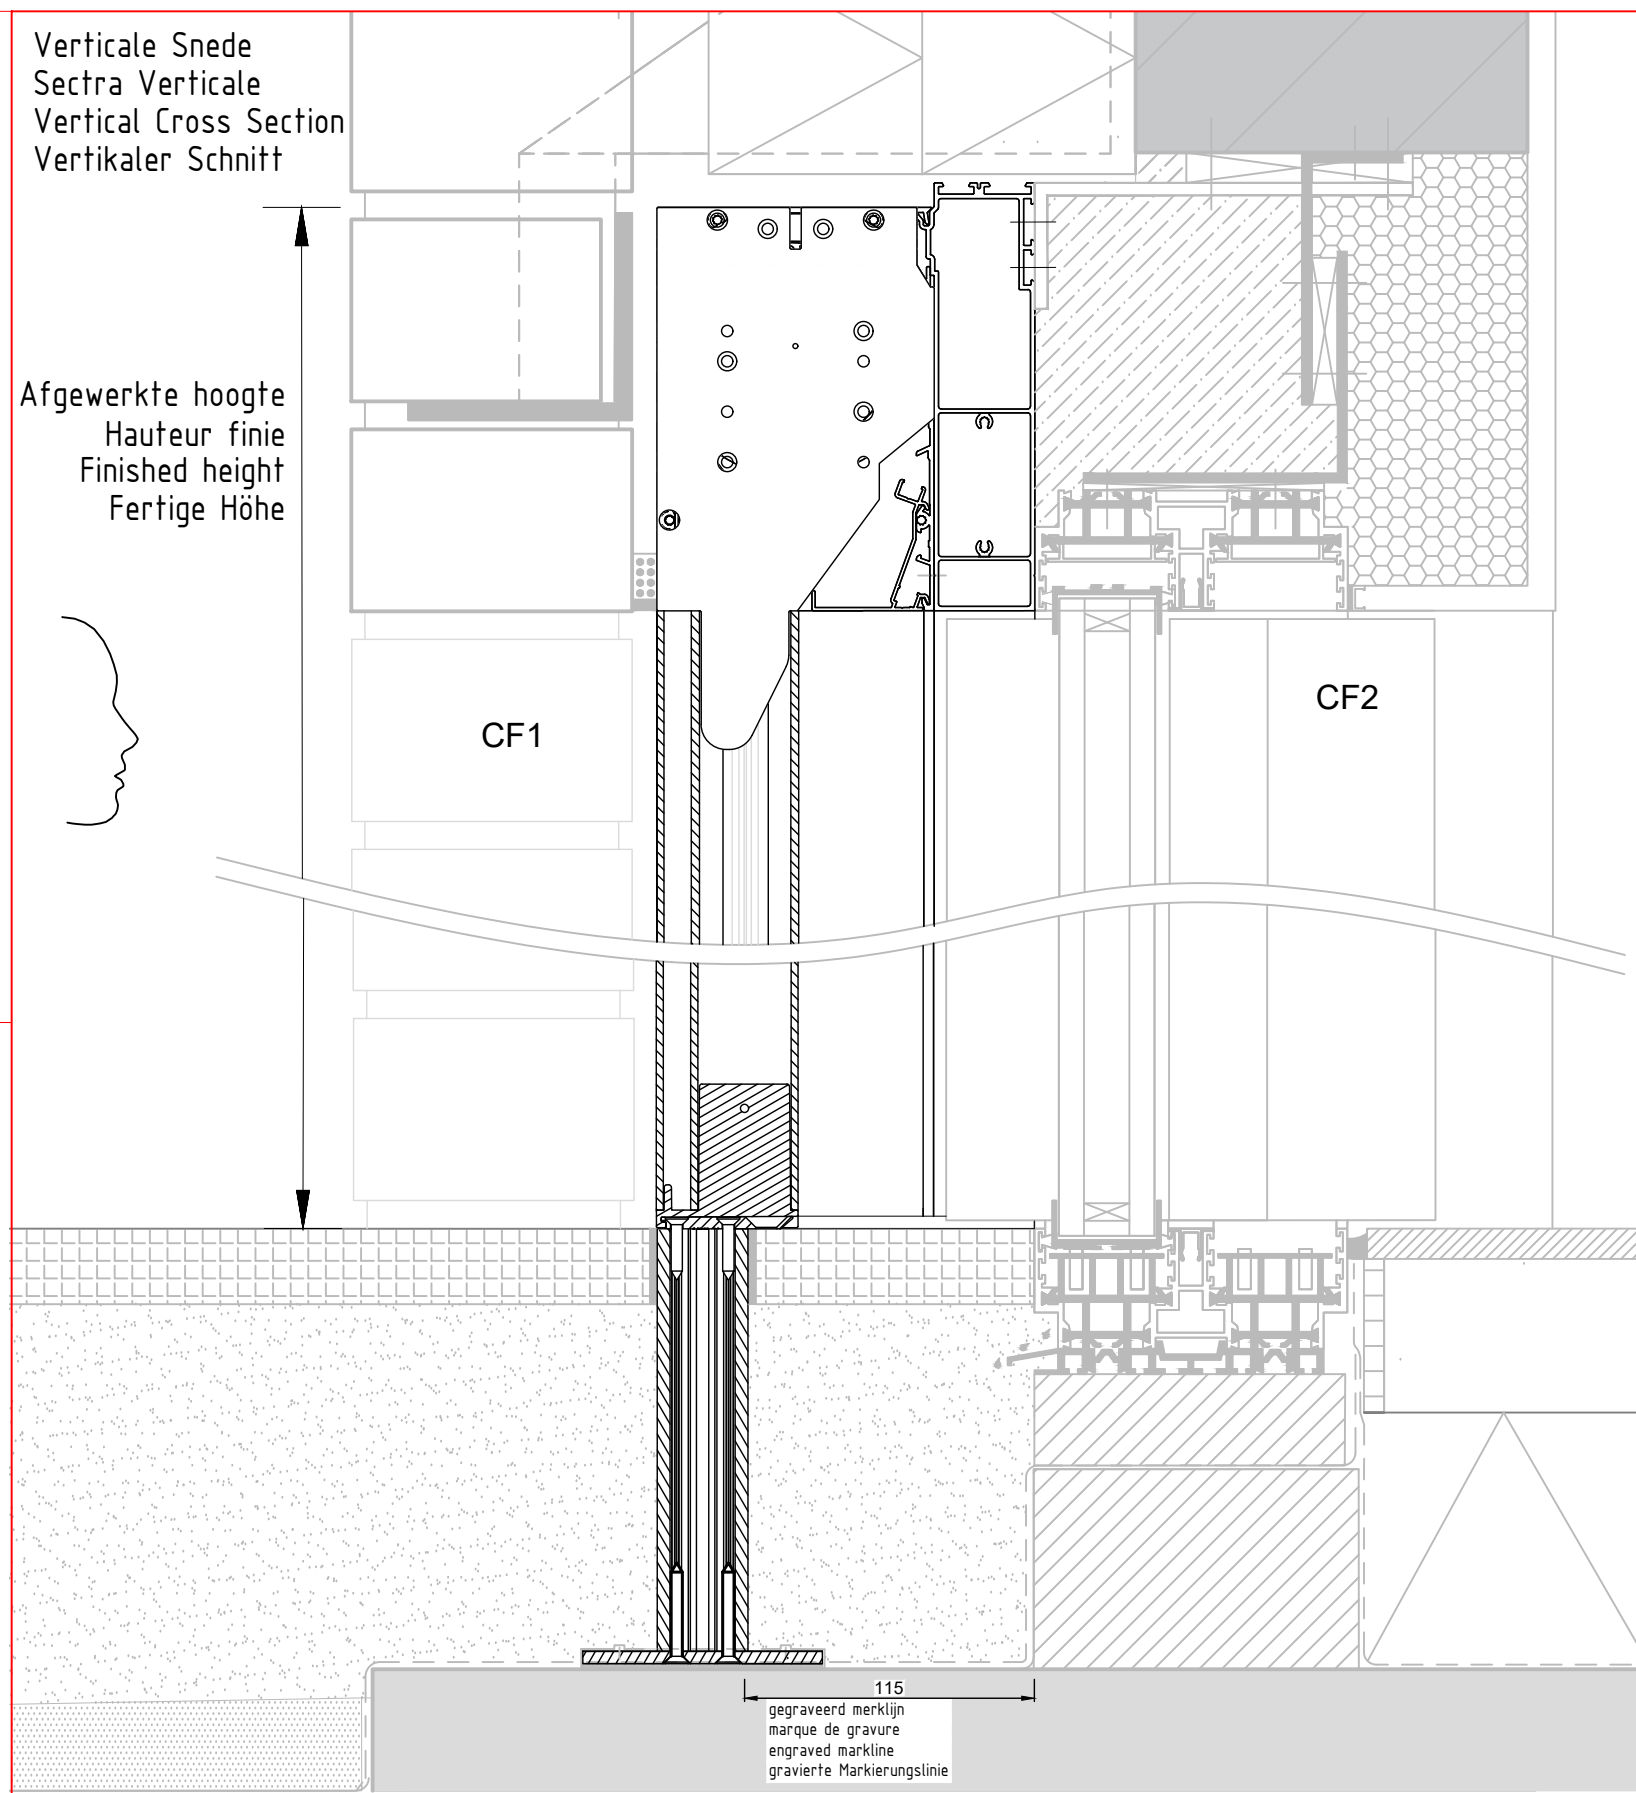 Verticale Snede
Sectra Verticale
Vertical Cross Section
Vertikaler Schnitt
Afgewerkte hoogte
Hauteur finie
Finished height
Fertige Höhe
CF1
CF2
115
gegraveerd merklijn
marque de gravure
engraved markline
gravierte Markierungslinie